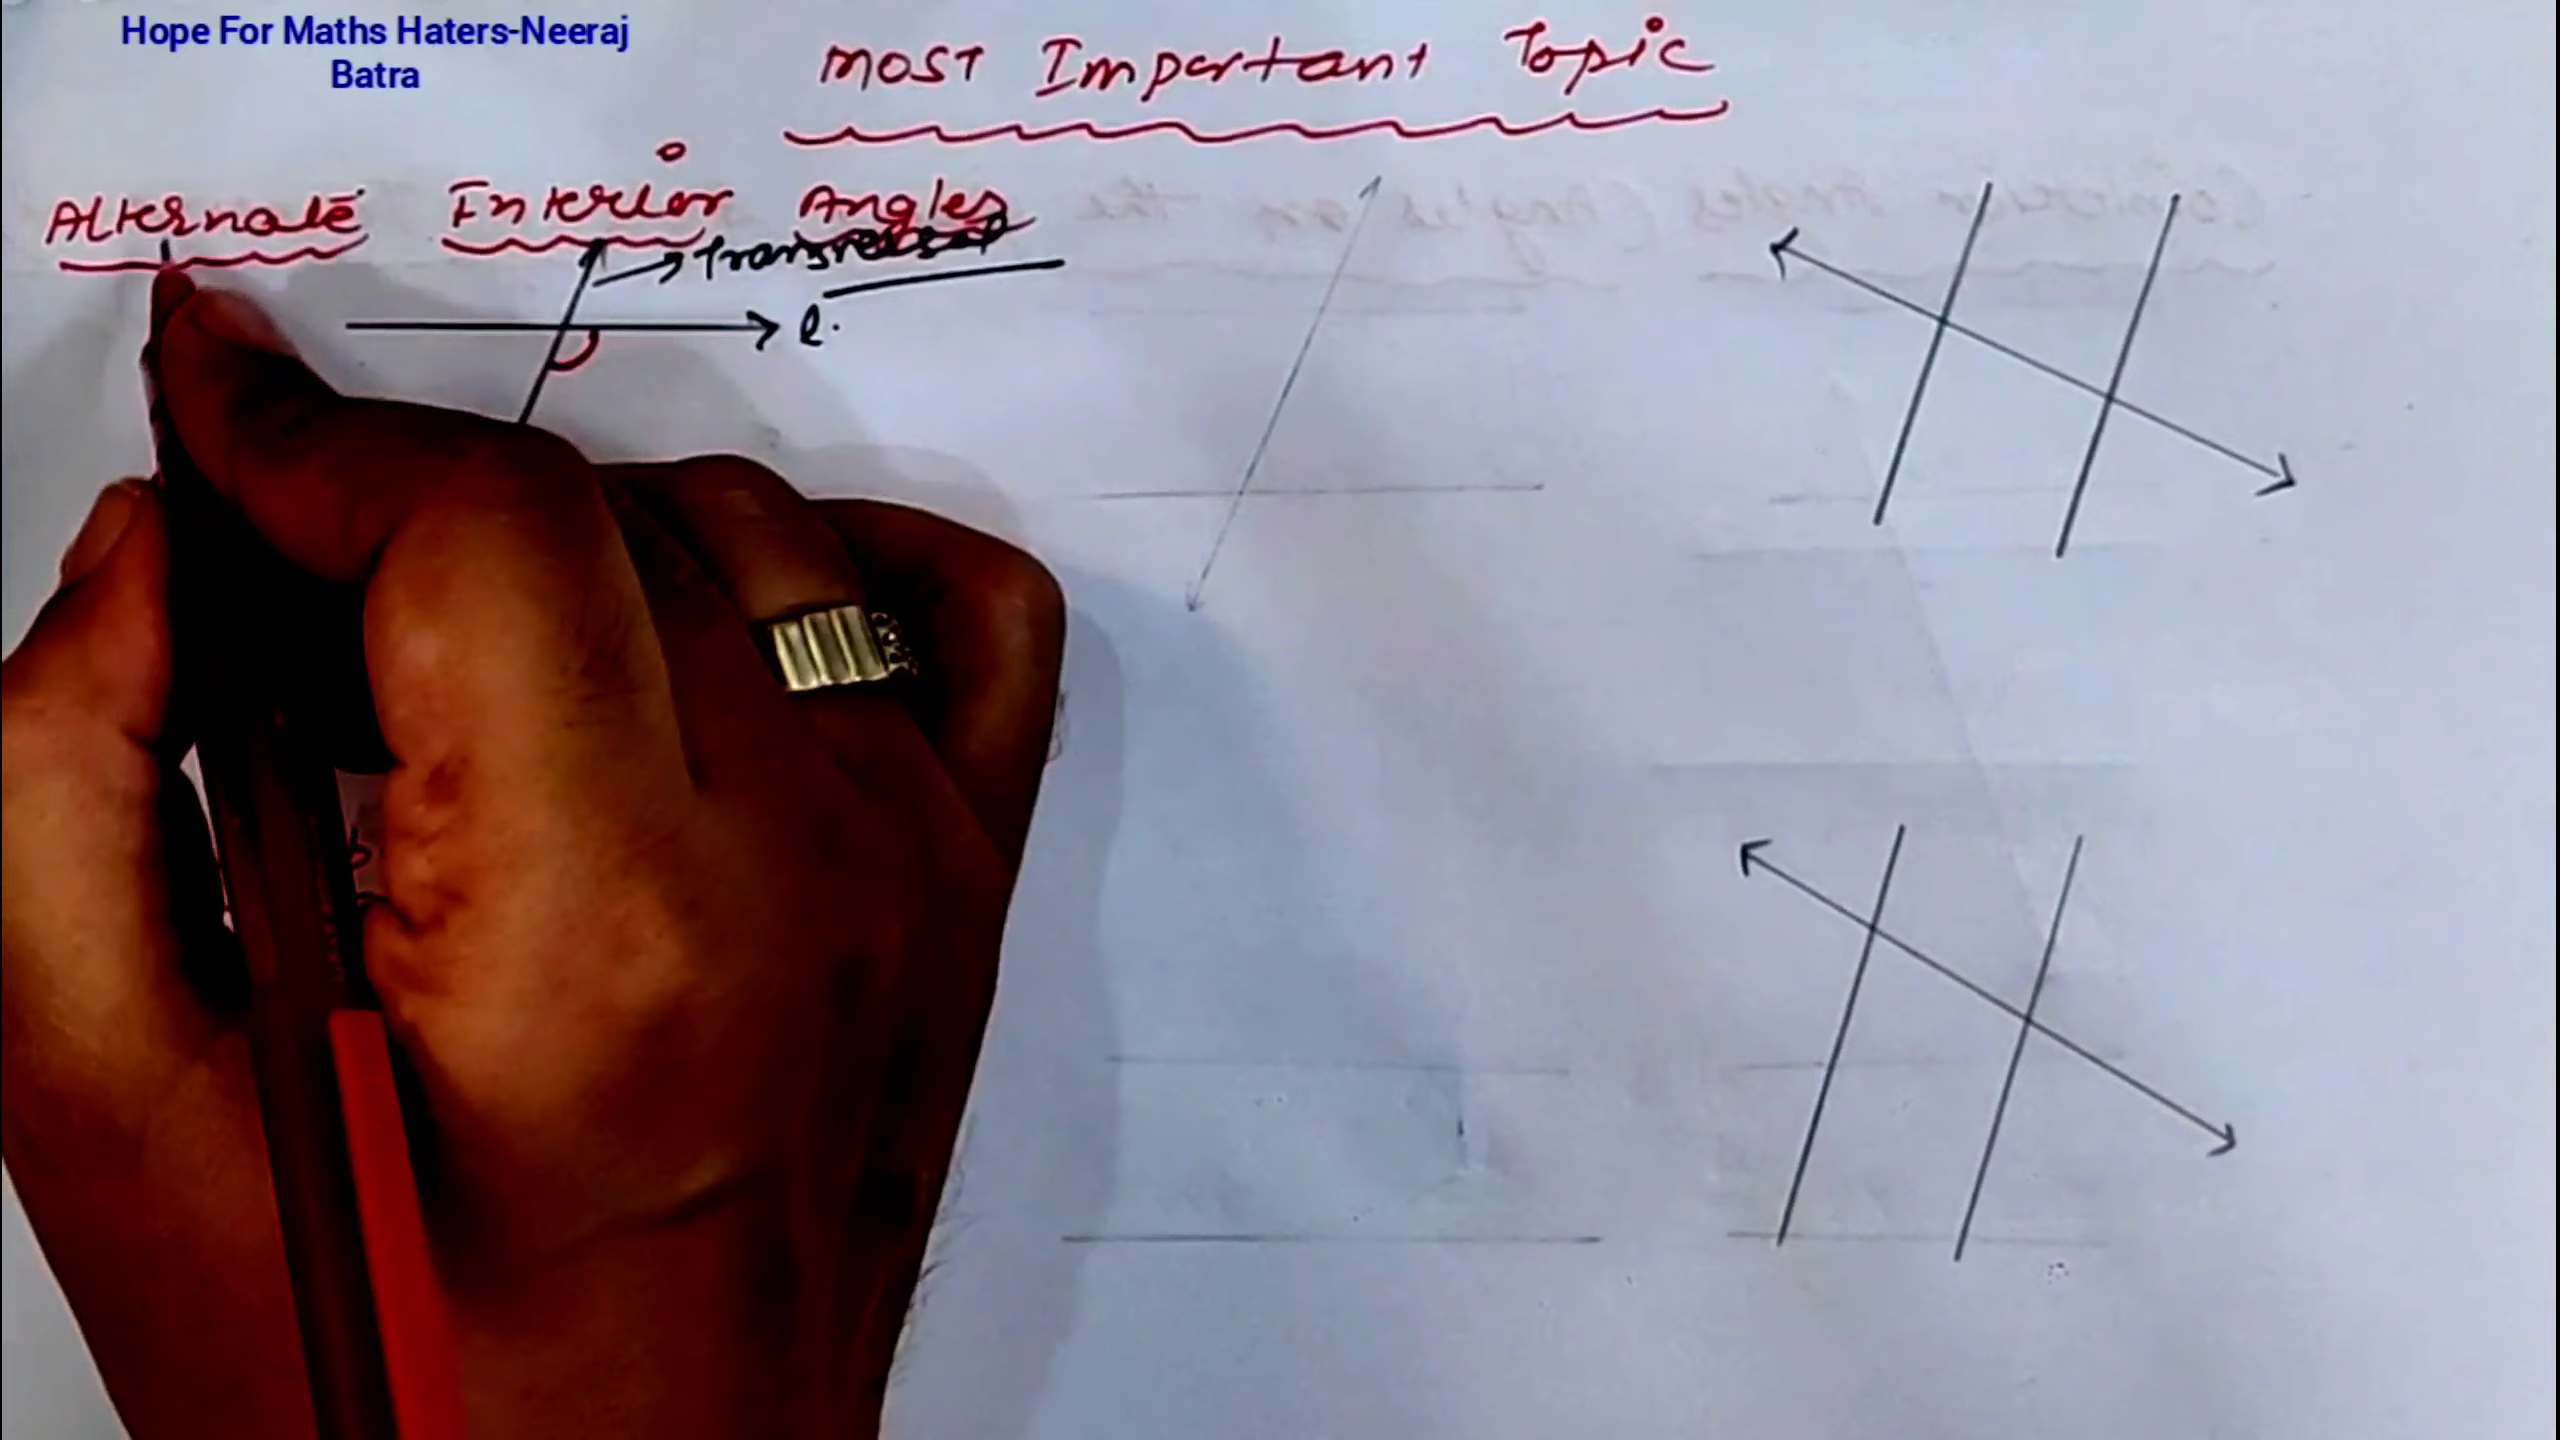 Hope For Maths Haters-Neeraj
Batra
Most Important Topic
Alternate Interior Angles
transversal
l.